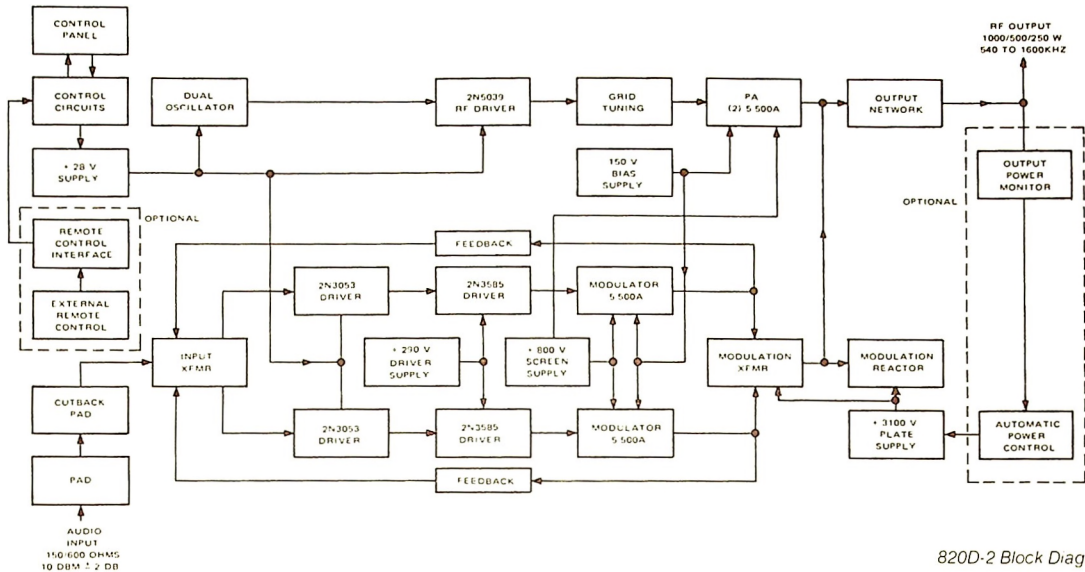 RF OUTPUT
1000/500/250 W
540 TO 1600KHZ
CONTROL
PANEL
CONTROL
CIRCUITS
DUAL
OSCILLATOR
2N5039
RF DRIVER
GRID
TUNING
PA
(2) 5-500A
OUTPUT
NETWORK
+ 28 V
SUPPLY
150 V
BIAS
SUPPLY
OUTPUT
POWER
MONITOR
OPTIONAL
OPTIONAL
REMOTE
CONTROL
INTERFACE
EXTERNAL
REMOTE
CONTROL
FEEDBACK
2N3053
DRIVER
2N3585
DRIVER
MODULATOR
5-500A
INPUT
XFMR
+ 290 V
DRIVER
SUPPLY
+ 800 V
SCREEN
SUPPLY
MODULATION
XFMR
MODULATION
REACTOR
CUTBACK
PAD
2N3053
DRIVER
2N3585
DRIVER
MODULATOR
5-500A
+ 3100 V
PLATE
SUPPLY
AUTOMATIC
POWER
CONTROL
PAD
FEEDBACK
AUDIO
INPUT
150/600 OHMS
10 DBM ± 2 DB
820D-2 Block Diag